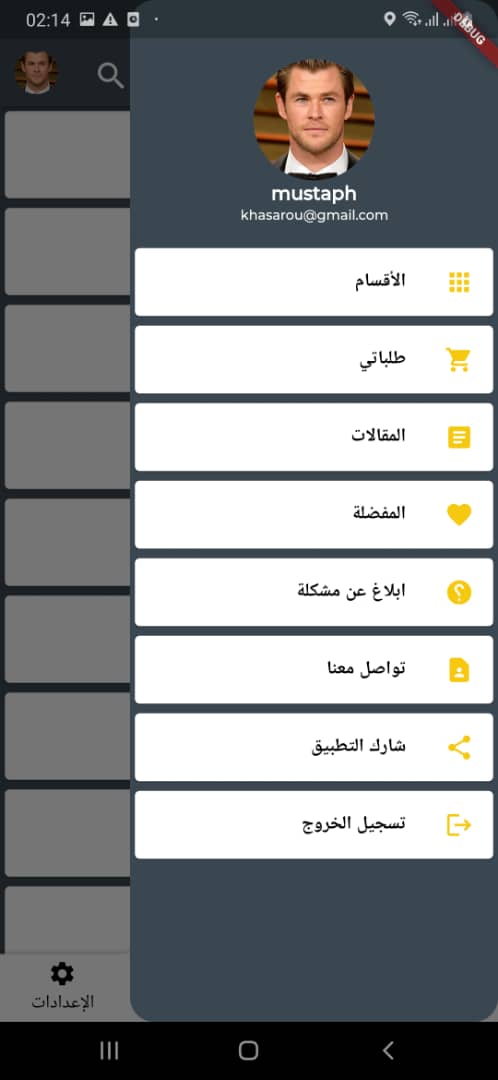 02:14
DEBUG
mustaph
khasarou@gmail.com
الأقسام
طلباتي
المقالات
المفضلة
ابلاغ عن مشكلة
تواصل معنا
شارك التطبيق
تسجيل الخروج
الإعدادات